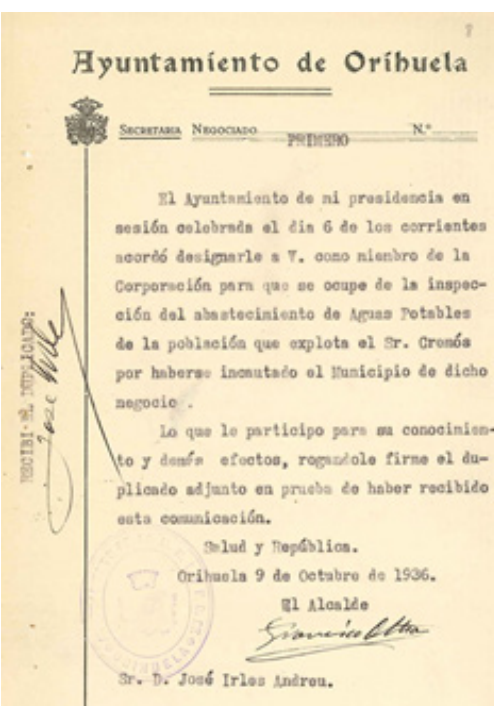 Ayuntamiento de Orihuela
SECRETARIA NEGOCIADO PRIMERO N.º
El Ayuntamiento de mi presidencia en
sesión celebrada el dia 6 de los corrientes
acordó designarle a V. como miembro de la
Corporación para que se ocupe de la inspec-
ción del abastecimiento de Aguas Potables
de la población que explota el Sr. Cremós
por haberse incautado el Municipio de dicho
negocio .
Lo que le participo para su conocimien-
to y demás efectos, rogandole firme el du-
plicado adjunto en prueba de haber recibido
esta comunicación.
Salud y República.
Orihuela 9 de Octubre de 1936.
El Alcalde
Sr. D. José Irles Andreu.
RECIBI EL DUPLICADO:
Jose